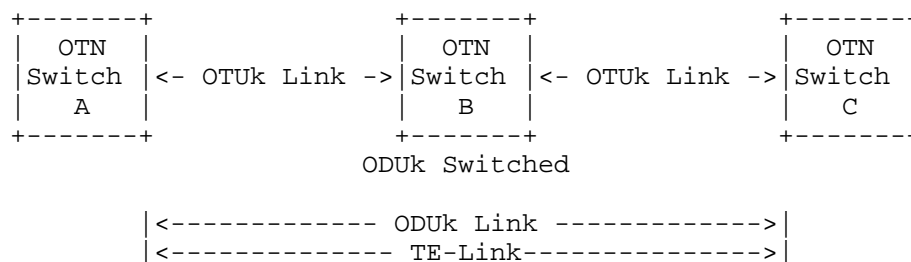 +-------+                    +-------+                    +-------+
|  OTN  |                    |  OTN  |                    |  OTN  |
|Switch |<- OTUk Link ->|Switch |<- OTUk Link ->|Switch
|   A   |                    |   B   |                    |   C
+-------+                    +-------+                    +-------+
ODUk Switched
|<------------- ODUk Link ------------->|
|<-------------- TE-Link--------------->|